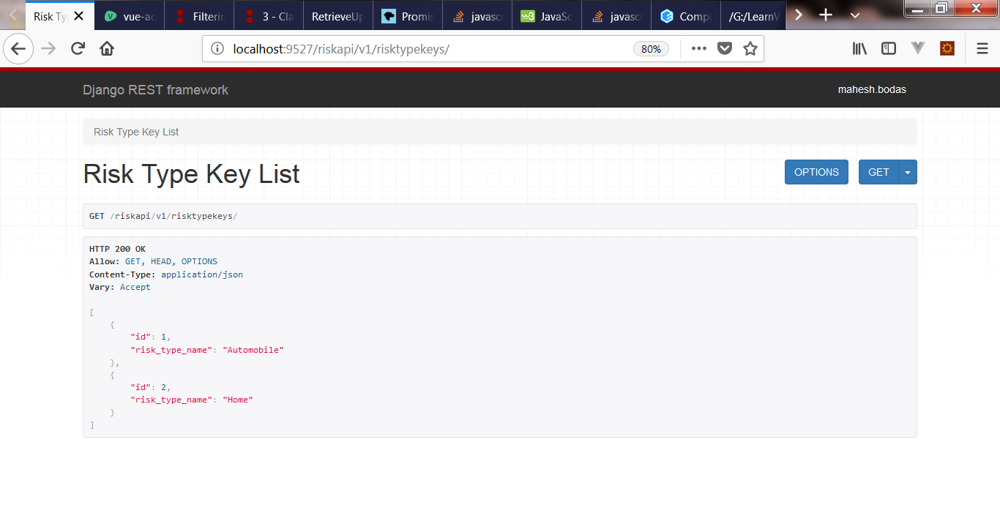 Risk Ty
vue-ad
Filterin
3 - Cla
RetrieveUp
Promis
javasc
JavaSc
javasc
Compo
/G:/LearnV
localhost:9527/riskapi/v1/risktypekeys/
80%
Django REST framework
mahesh.bodas
Risk Type Key List
Risk Type Key List
OPTIONS
GET
GET /riskapi/v1/risktypekeys/
HTTP 200 OK
Allow: GET, HEAD, OPTIONS
Content-Type: application/json
Vary: Accept
[
    {
        "id": 1,
        "risk_type_name": "Automobile"
    },
    {
        "id": 2,
        "risk_type_name": "Home"
    }
]